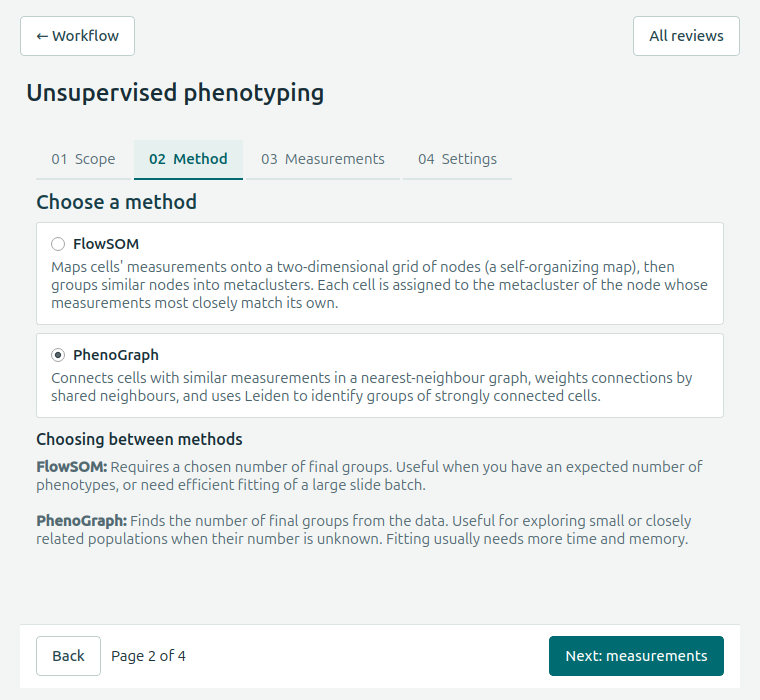 ← Workflow
All reviews
Unsupervised phenotyping
01 Scope
02 Method
03 Measurements
04 Settings
Choose a method
FlowSOM
Maps cells' measurements onto a two-dimensional grid of nodes (a self-organizing map), then
groups similar nodes into metaclusters. Each cell is assigned to the metacluster of the node whose
measurements most closely match its own.
PhenoGraph
Connects cells with similar measurements in a nearest-neighbour graph, weights connections by
shared neighbours, and uses Leiden to identify groups of strongly connected cells.
Choosing between methods
FlowSOM: Requires a chosen number of final groups. Useful when you have an expected number of
phenotypes, or need efficient fitting of a large slide batch.
PhenoGraph: Finds the number of final groups from the data. Useful for exploring small or closely
related populations when their number is unknown. Fitting usually needs more time and memory.
Back
Page 2 of 4
Next: measurements